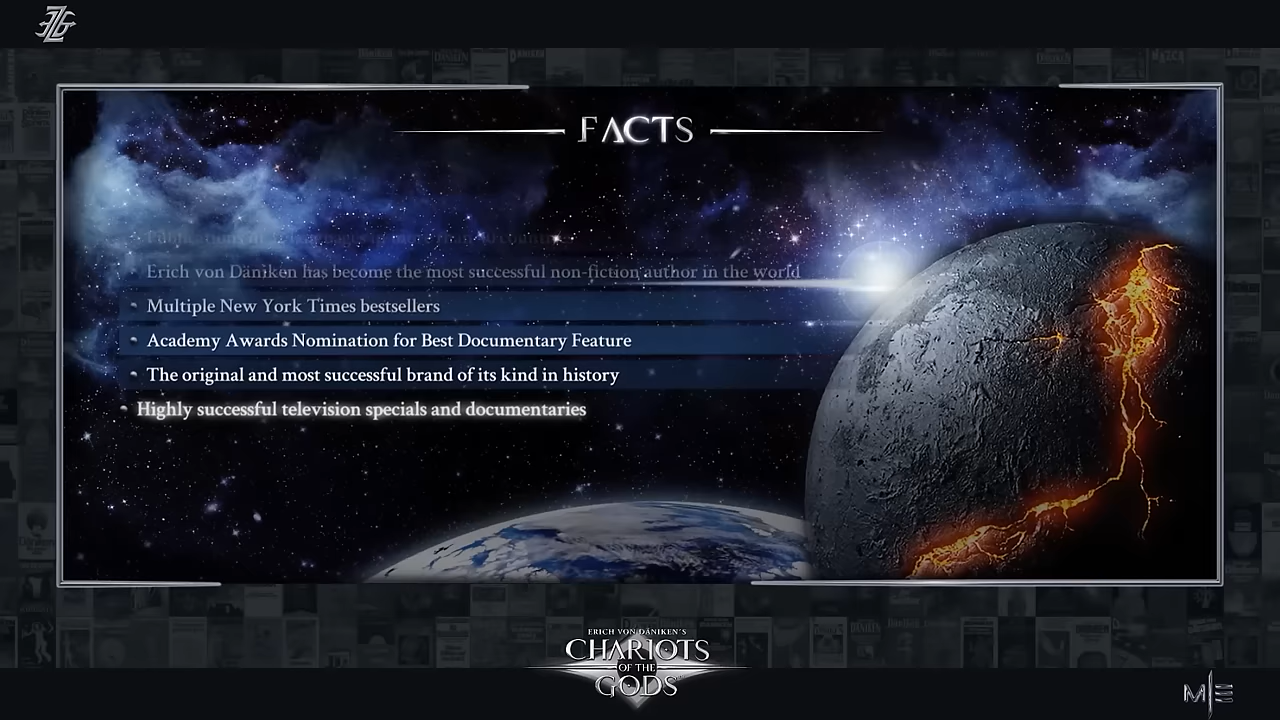 FACTS
Erich von Däniken has become the most successful non-fiction author in the world
Multiple New York Times bestsellers
Academy Awards Nomination for Best Documentary Feature
The original and most successful brand of its kind in history
Highly successful television specials and documentaries
ERICH VON DÄNIKEN'S
CHARIOTS
OF THE
GODS